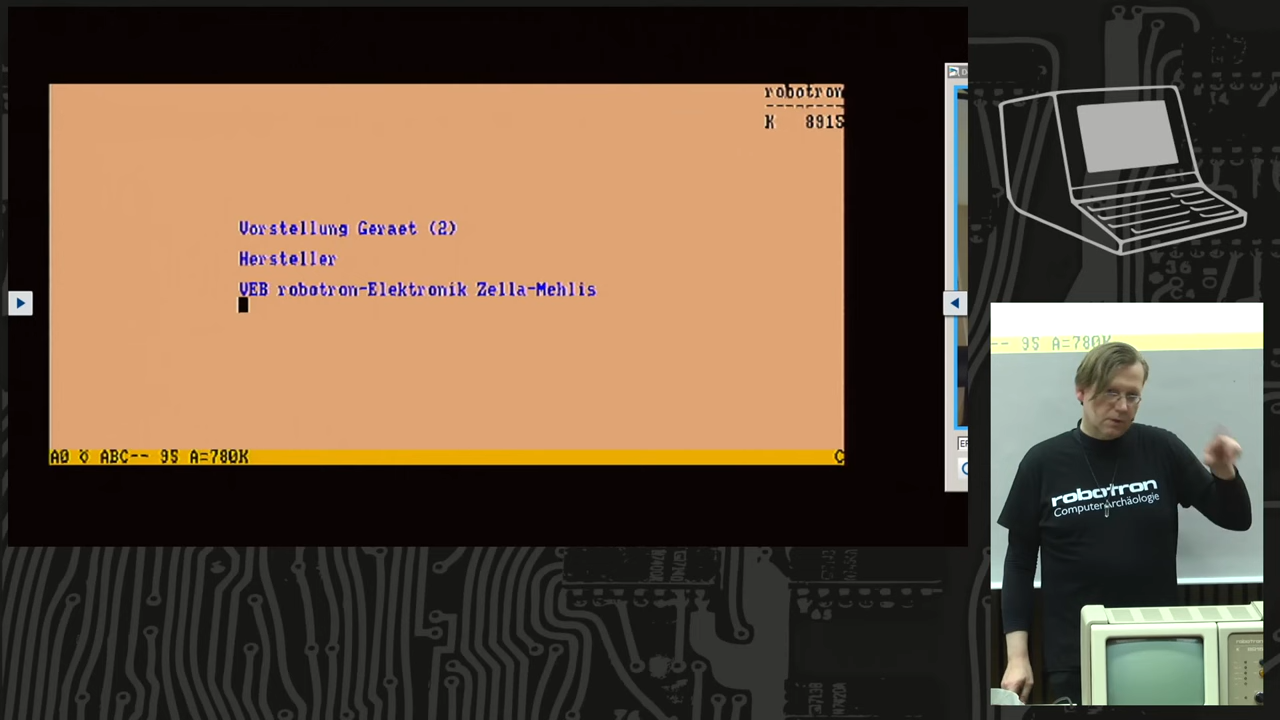 robotron
--------
K 8915
Vorstellung Geraet (2)
Hersteller
VEB robotron-Elektronik Zella-Mehlis
A0 ABC-- 95 A=780K
C
-- 95 A=780K
robotron
ComputerArchäologie
robotron